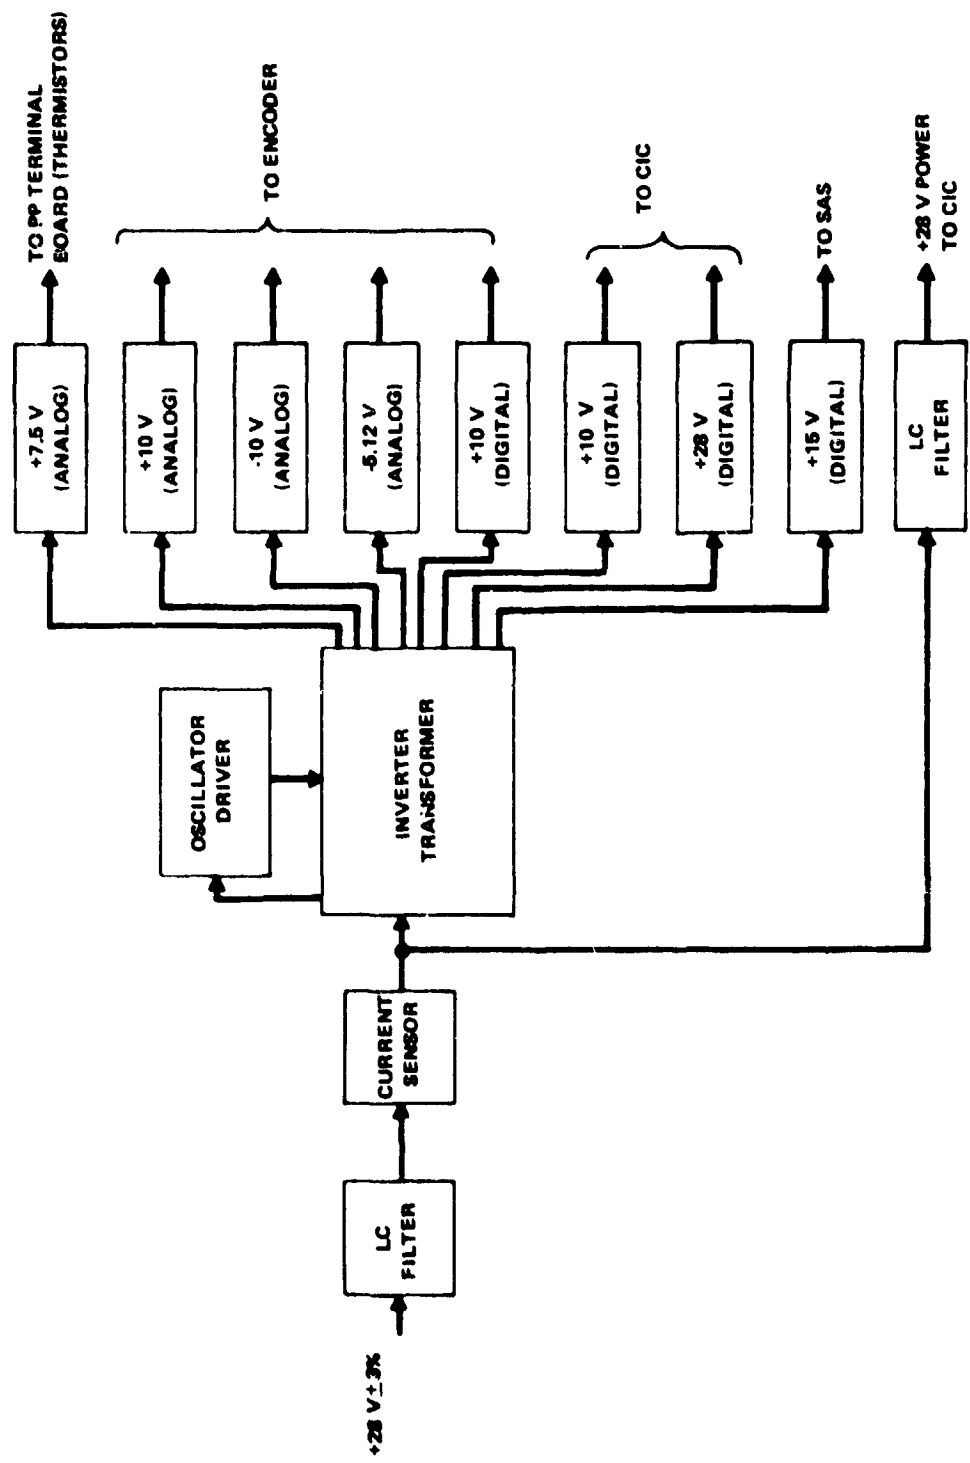 +28 V ± 3%
LC
FILTER
CURRENT
SENSOR
OSCILLATOR
DRIVER
INVERTER
TRANSFORMER
+7.5 V
(ANALOG)
TO PP TERMINAL
BOARD (THERMISTORS)
+10 V
(ANALOG)
-10 V
(ANALOG)
-5.12 V
(ANALOG)
+10 V
(DIGITAL)
TO ENCODER
+10 V
(DIGITAL)
+28 V
(DIGITAL)
TO CIC
+15 V
(DIGITAL)
TO SAS
LC
FILTER
+28 V POWER
TO CIC